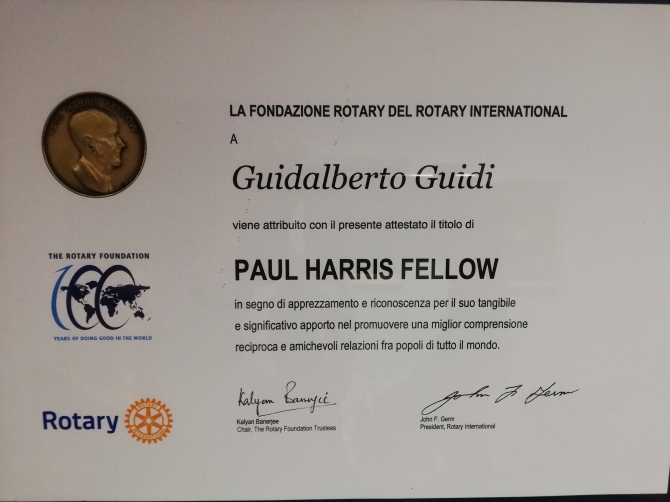 PAUL HARRIS FELLOW
LA FONDAZIONE ROTARY DEL ROTARY INTERNATIONAL
A
Guidalberto Guidi
viene attribuito con il presente attestato il titolo di
THE ROTARY FOUNDATION
100
YEARS OF DOING GOOD IN THE WORLD
PAUL HARRIS FELLOW
in segno di apprezzamento e riconoscenza per il suo tangibile
e significativo apporto nel promuovere una miglior comprensione
reciproca e amichevoli relazioni fra popoli di tutto il mondo.
Rotary
Kalyan Banerjee
Kalyan Banerjee
Chair, The Rotary Foundation Trustees
John F Germ
John F. Germ
President, Rotary International